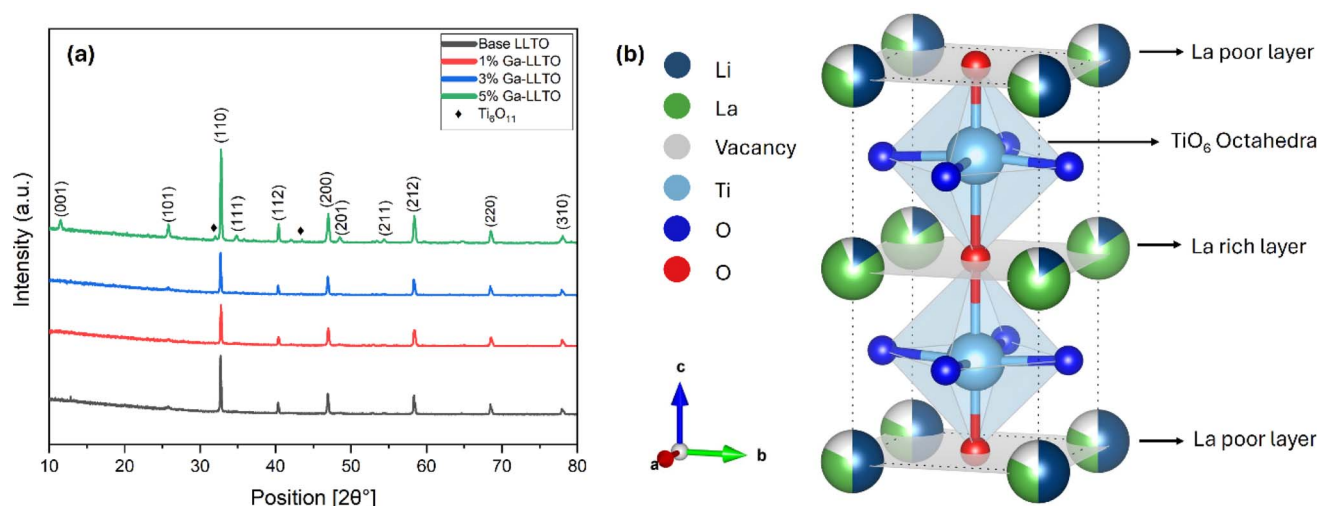 (a)
Base LLTO
1% Ga-LLTO
3% Ga-LLTO
5% Ga-LLTO
♦ Ti₆O₁₁
Intensity (a.u.)
(001)
(101)
(110)
(111)
(112)
(200)
(201)
(211)
(212)
(220)
(310)
10 20 30 40 50 60 70 80
Position [2θ°]
(b)
Li
La
Vacancy
Ti
O
O
c
a
b
La poor layer
TiO₆ Octahedra
La rich layer
La poor layer